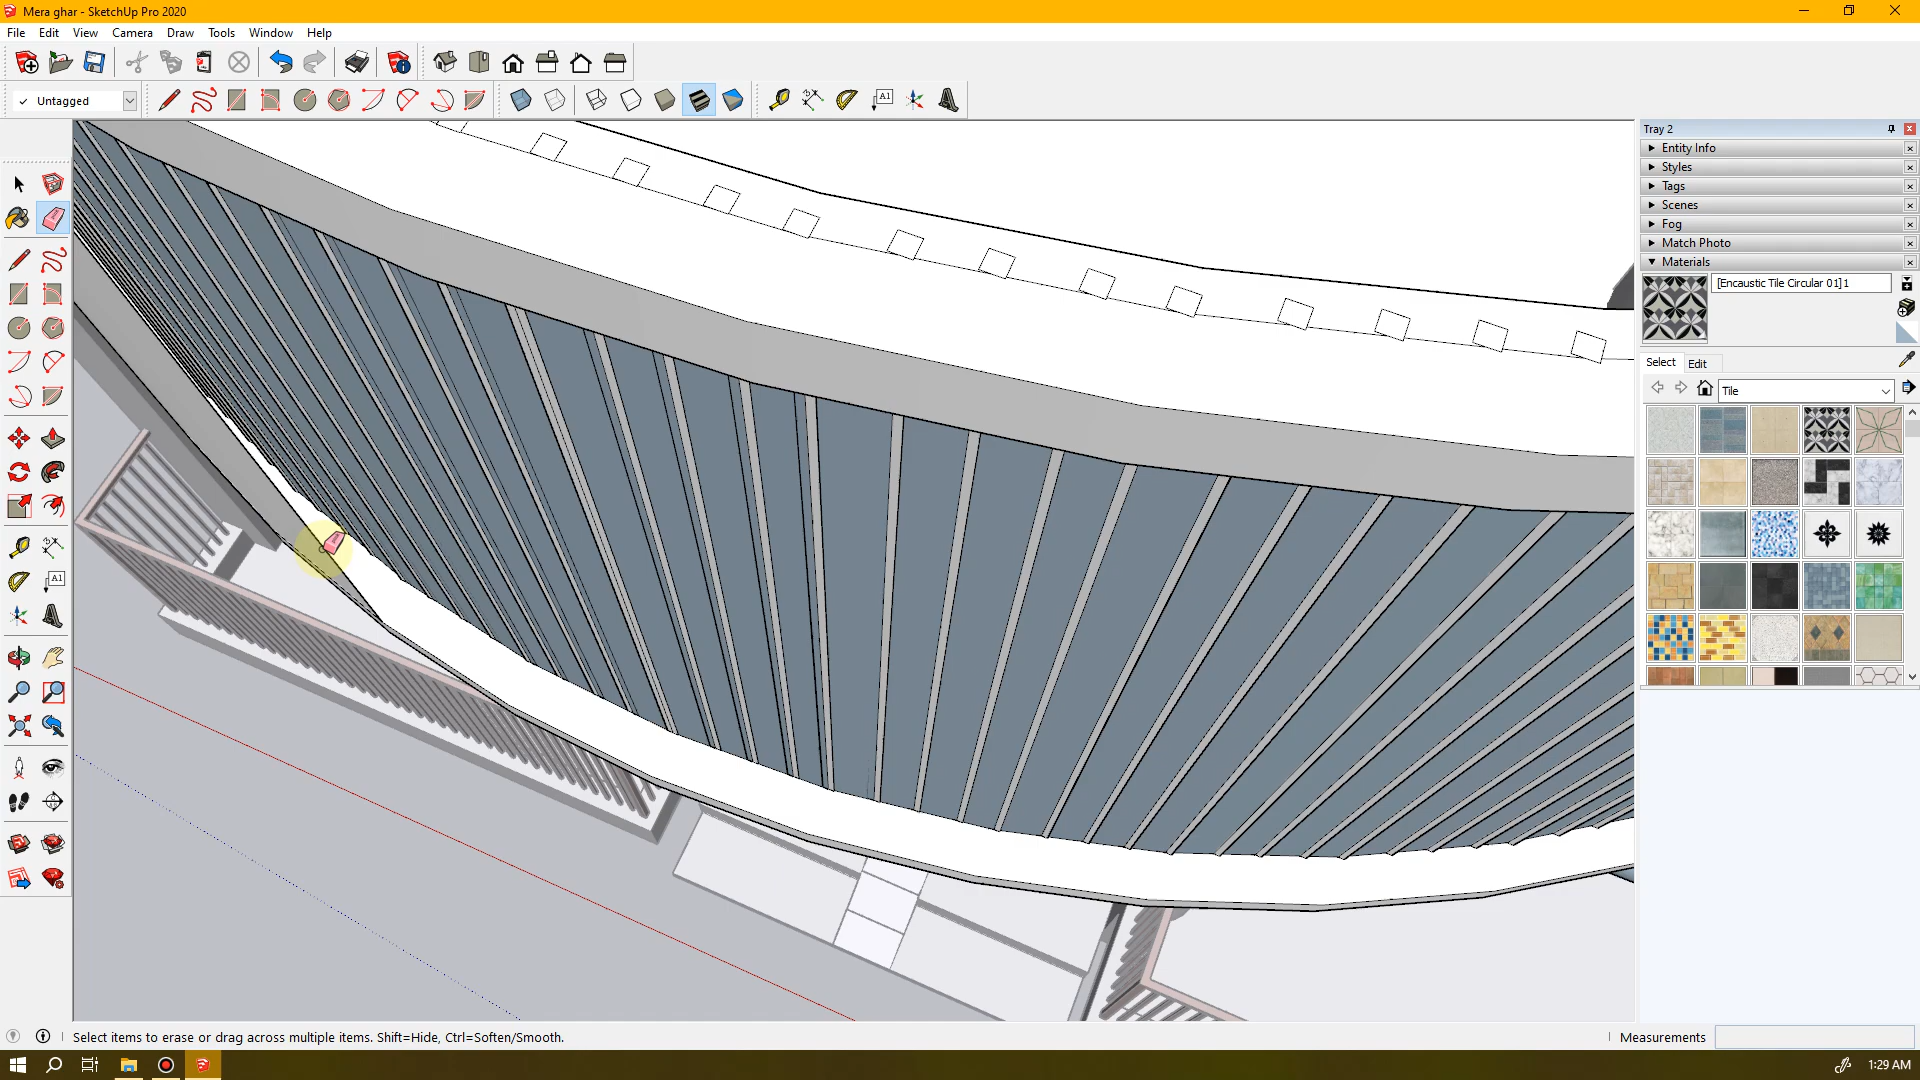 Mera ghar - SketchUp Pro 2020
File Edit View Camera Draw Tools Window Help
✓ Untagged
A1
Tray 2
Entity Info
Styles
Tags
Scenes
Fog
Match Photo
Materials
[Encaustic Tile Circular 01]1
Select Edit
Tile
A1
Select items to erase or drag across multiple items. Shift=Hide, Ctrl=Soften/Smooth.
Measurements
1:29 AM